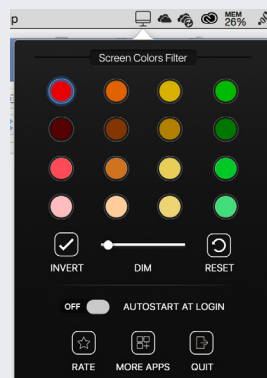 p
MEM
26%
Screen Colors Filter
INVERT DIM RESET
OFF AUTOSTART AT LOGIN
RATE MORE APPS QUIT